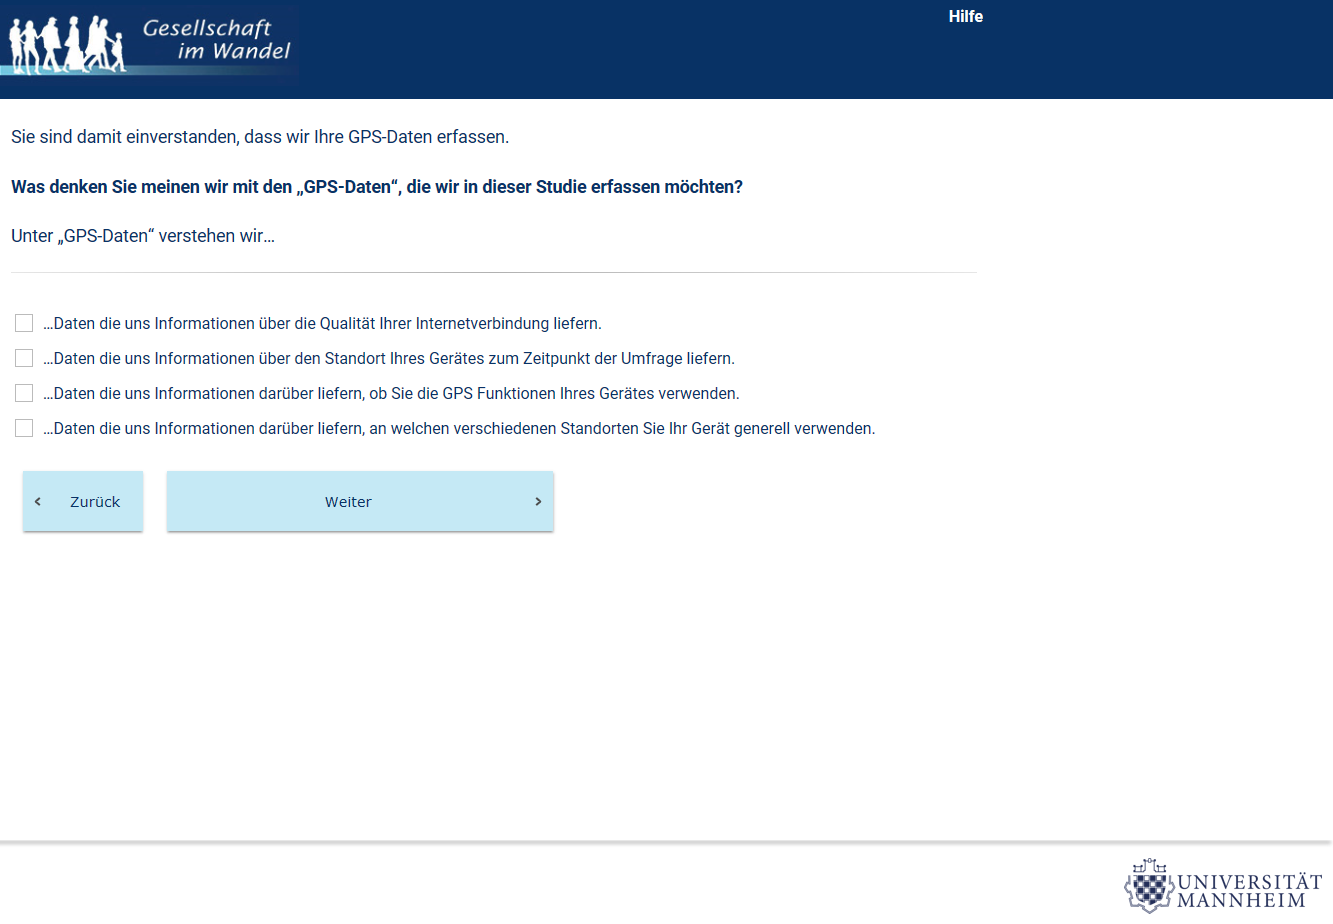 Gesellschaft
im Wandel
Hilfe
Sie sind damit einverstanden, dass wir Ihre GPS-Daten erfassen.
Was denken Sie meinen wir mit den „GPS-Daten“, die wir in dieser Studie erfassen möchten?
Unter „GPS-Daten“ verstehen wir…
…Daten die uns Informationen über die Qualität Ihrer Internetverbindung liefern.
…Daten die uns Informationen über den Standort Ihres Gerätes zum Zeitpunkt der Umfrage liefern.
…Daten die uns Informationen darüber liefern, ob Sie die GPS Funktionen Ihres Gerätes verwenden.
…Daten die uns Informationen darüber liefern, an welchen verschiedenen Standorten Sie Ihr Gerät generell verwenden.
Zurück
Weiter
UNIVERSITÄT
MANNHEIM